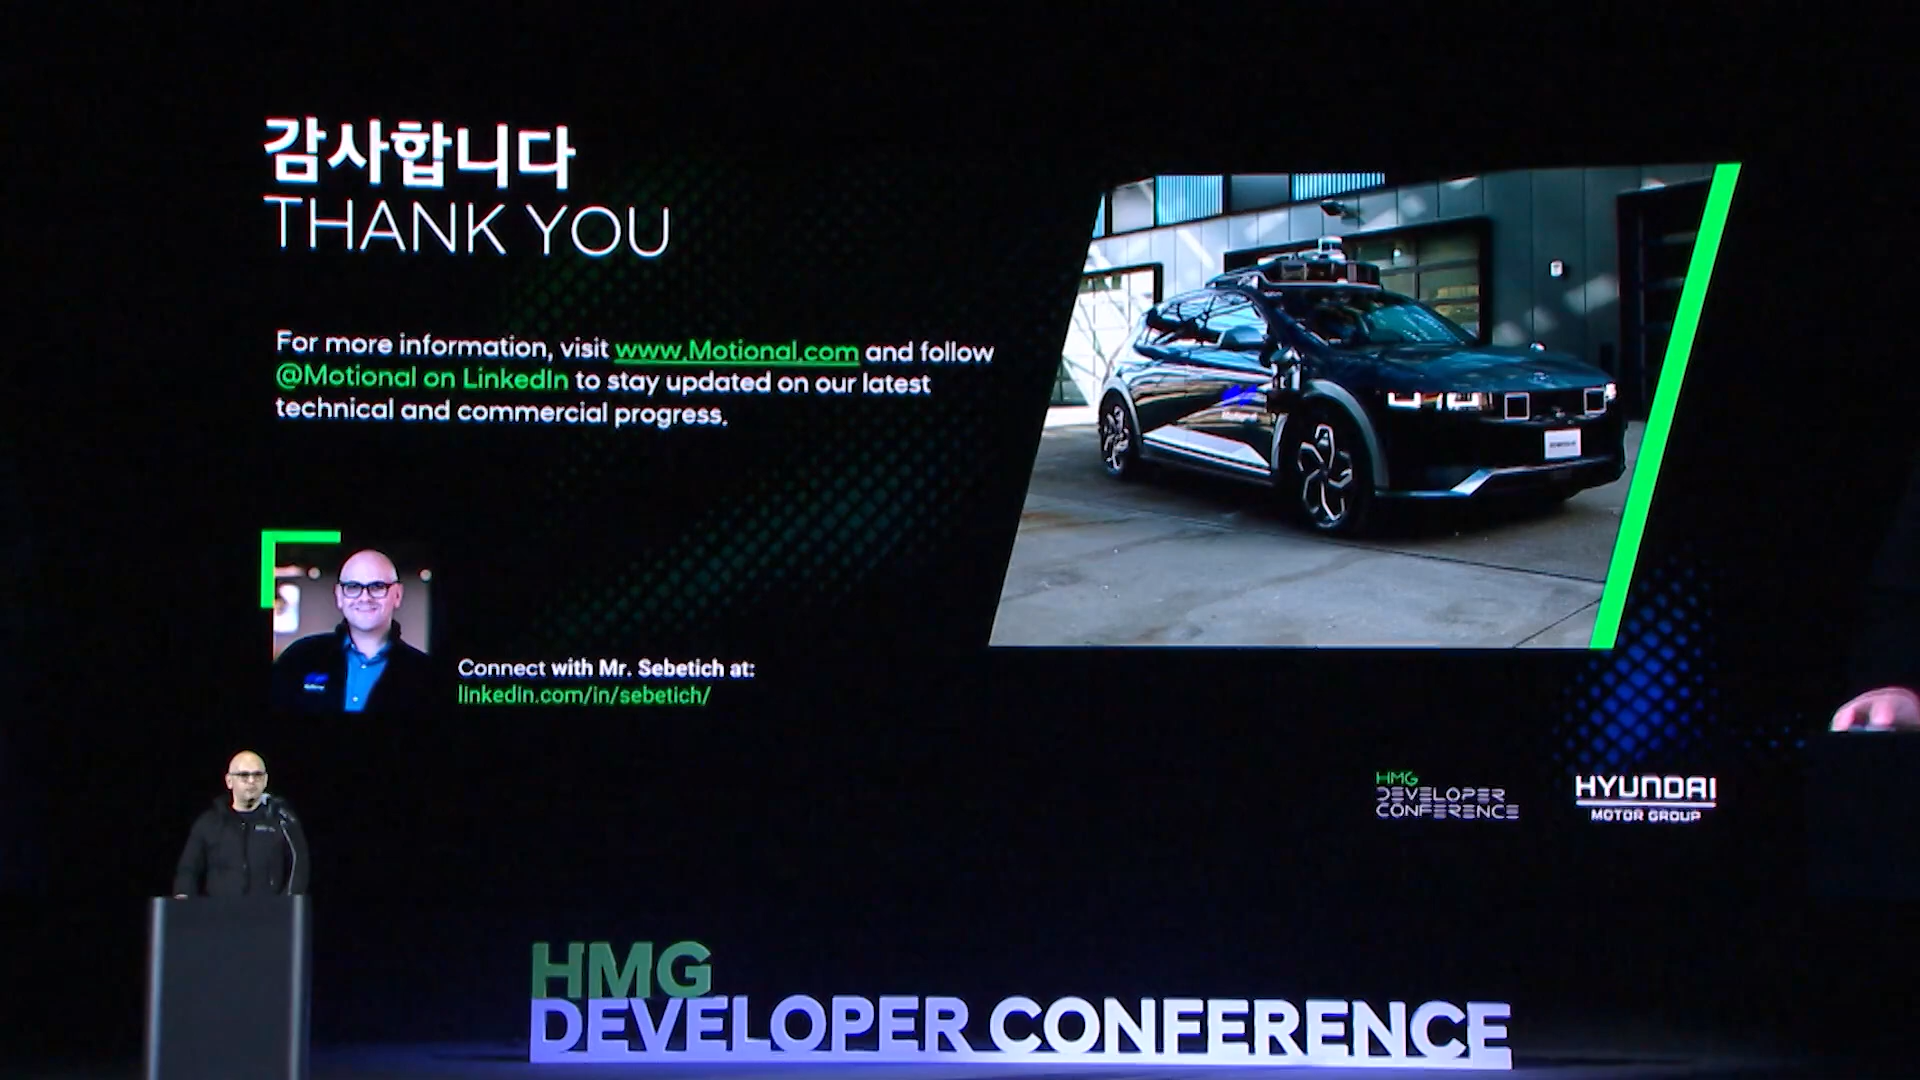 감사합니다
THANK YOU
For more information, visit www.Motional.com and follow
@Motional on LinkedIn to stay updated on our latest
technical and commercial progress.
Connect with Mr. Sebetich at:
linkedin.com/in/sebetich/
HMG
DEVELOPER
CONFERENCE
HYUNDAI
MOTOR GROUP
HMG
DEVELOPER CONFERENCE